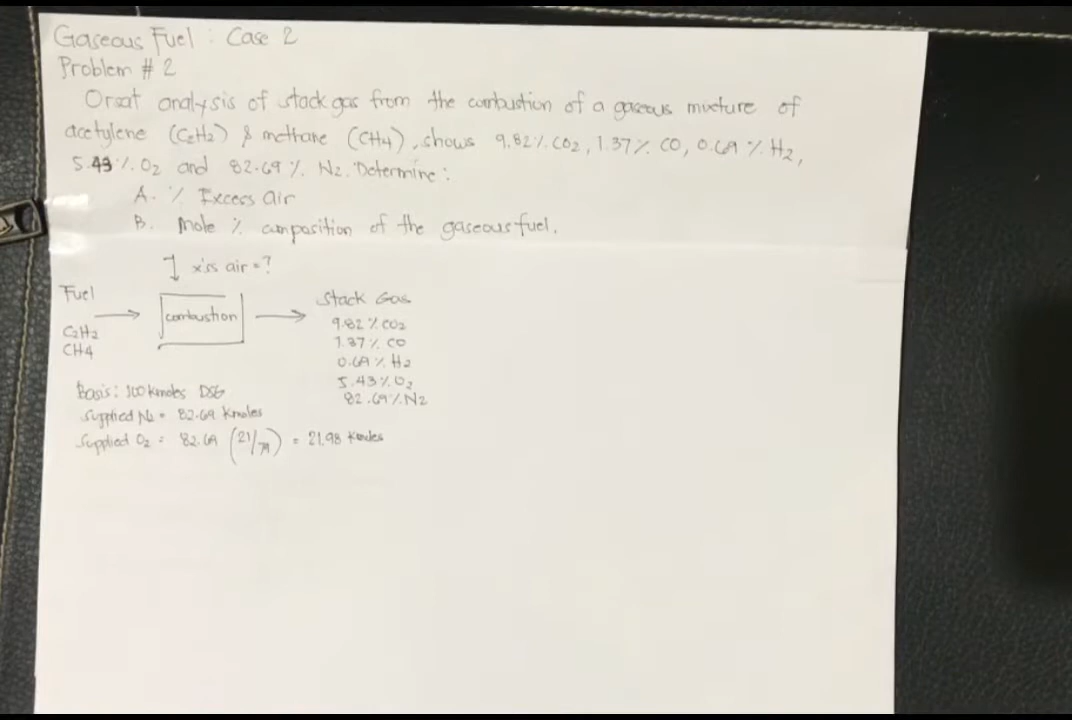 Gaseous Fuel : Case 2
Problem # 2
Orsat analysis of stack gas from the combustion of a gaseous mixture of
acetylene (C2H2) & methane (CH4), shows 9.82% CO2, 1.37% CO, 0.69% H2,
5.43% O2 and 82.69% N2. Determine:
A. % Excess air
B. Mole % composition of the gaseous fuel.
x's air = ?
Fuel
C2H2
CH4
combustion
Stack Gas
9.82% CO2
1.37% CO
0.69% H2
5.43% O2
82.69% N2
Basis: 100 kmoles DSG
Supplied N2 = 82.69 Kmoles
Supplied O2 = 82.69 (21/79) = 21.98 Kmoles